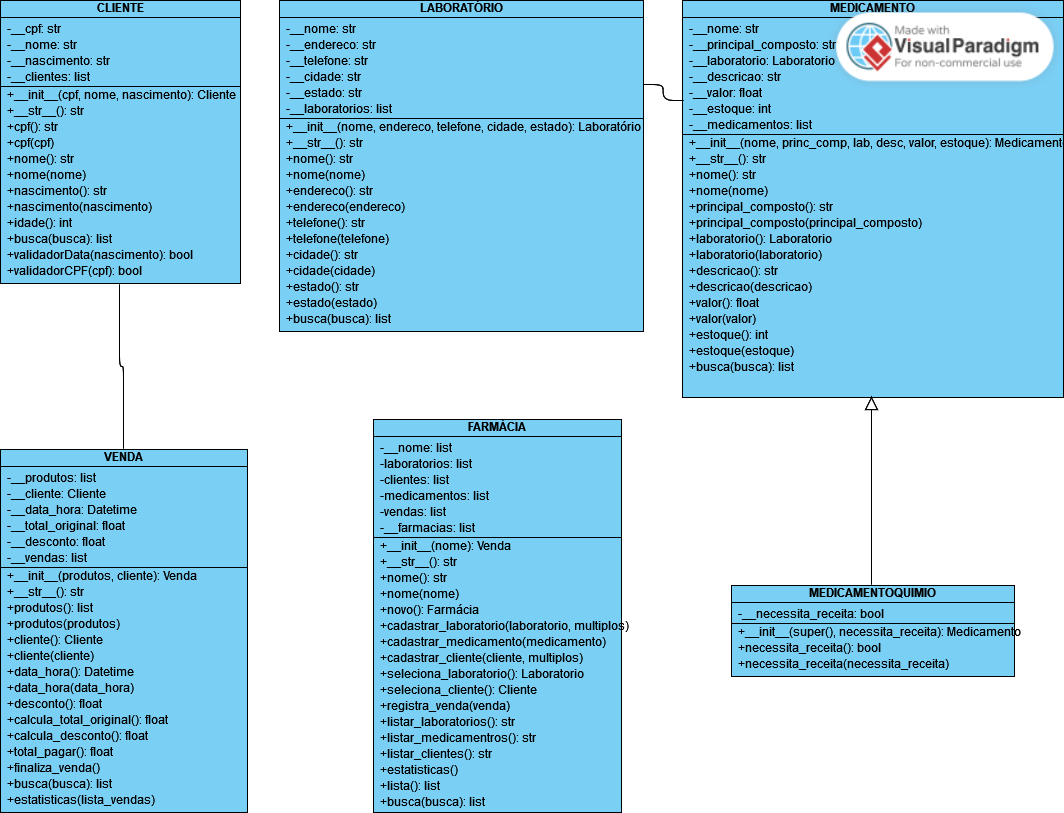 CLIENTE
-__cpf: str
-__nome: str
-__nascimento: str
-__clientes: list
+__init__(cpf, nome, nascimento): Cliente
+__str__(): str
+cpf(): str
+cpf(cpf)
+nome(): str
+nome(nome)
+nascimento(): str
+nascimento(nascimento)
+idade(): int
+busca(busca): list
+validadorData(nascimento): bool
+validadorCPF(cpf): bool
LABORATÓRIO
-__nome: str
-__endereco: str
-__telefone: str
-__cidade: str
-__estado: str
-__laboratorios: list
+__init__(nome, endereco, telefone, cidade, estado): Laboratório
+__str__(): str
+nome(): str
+nome(nome)
+endereco(): str
+endereco(endereco)
+telefone(): str
+telefone(telefone)
+cidade(): str
+cidade(cidade)
+estado(): str
+estado(estado)
+busca(busca): list
MEDICAMENTO
-__nome: str
-__principal_composto: str
-__laboratorio: Laboratorio
-__descricao: str
-__valor: float
-__estoque: int
-__medicamentos: list
+__init__(nome, princ_comp, lab, desc, valor, estoque): Medicament
+__str__(): str
+nome(): str
+nome(nome)
+principal_composto(): str
+principal_composto(principal_composto)
+laboratorio(): Laboratorio
+laboratorio(laboratorio)
+descricao(): str
+descricao(descricao)
+valor(): float
+valor(valor)
+estoque(): int
+estoque(estoque)
+busca(busca): list
Made with
VisualParadigm
For non-commercial use
VENDA
-__produtos: list
-__cliente: Cliente
-__data_hora: Datetime
-__total_original: float
-__desconto: float
-__vendas: list
+__init__(produtos, cliente): Venda
+__str__(): str
+produtos(): list
+produtos(produtos)
+cliente(): Cliente
+cliente(cliente)
+data_hora(): Datetime
+data_hora(data_hora)
+desconto(): float
+calcula_total_original(): float
+calcula_desconto(): float
+total_pagar(): float
+finaliza_venda()
+busca(busca): list
+estatisticas(lista_vendas)
FARMÁCIA
-__nome: list
-laboratorios: list
-clientes: list
-medicamentos: list
-vendas: list
-__farmacias: list
+__init__(nome): Venda
+__str__(): str
+nome(): str
+nome(nome)
+novo(): Farmácia
+cadastrar_laboratorio(laboratorio, multiplos)
+cadastrar_medicamento(medicamento)
+cadastrar_cliente(cliente, multiplos)
+seleciona_laboratorio(): Laboratorio
+seleciona_cliente(): Cliente
+registra_venda(venda)
+listar_laboratorios(): str
+listar_medicamentros(): str
+listar_clientes(): str
+estatisticas()
+lista(): list
+busca(busca): list
MEDICAMENTOQUIMIO
-__necessita_receita: bool
+__init__(super(), necessita_receita): Medicamento
+necessita_receita(): bool
+necessita_receita(necessita_receita)